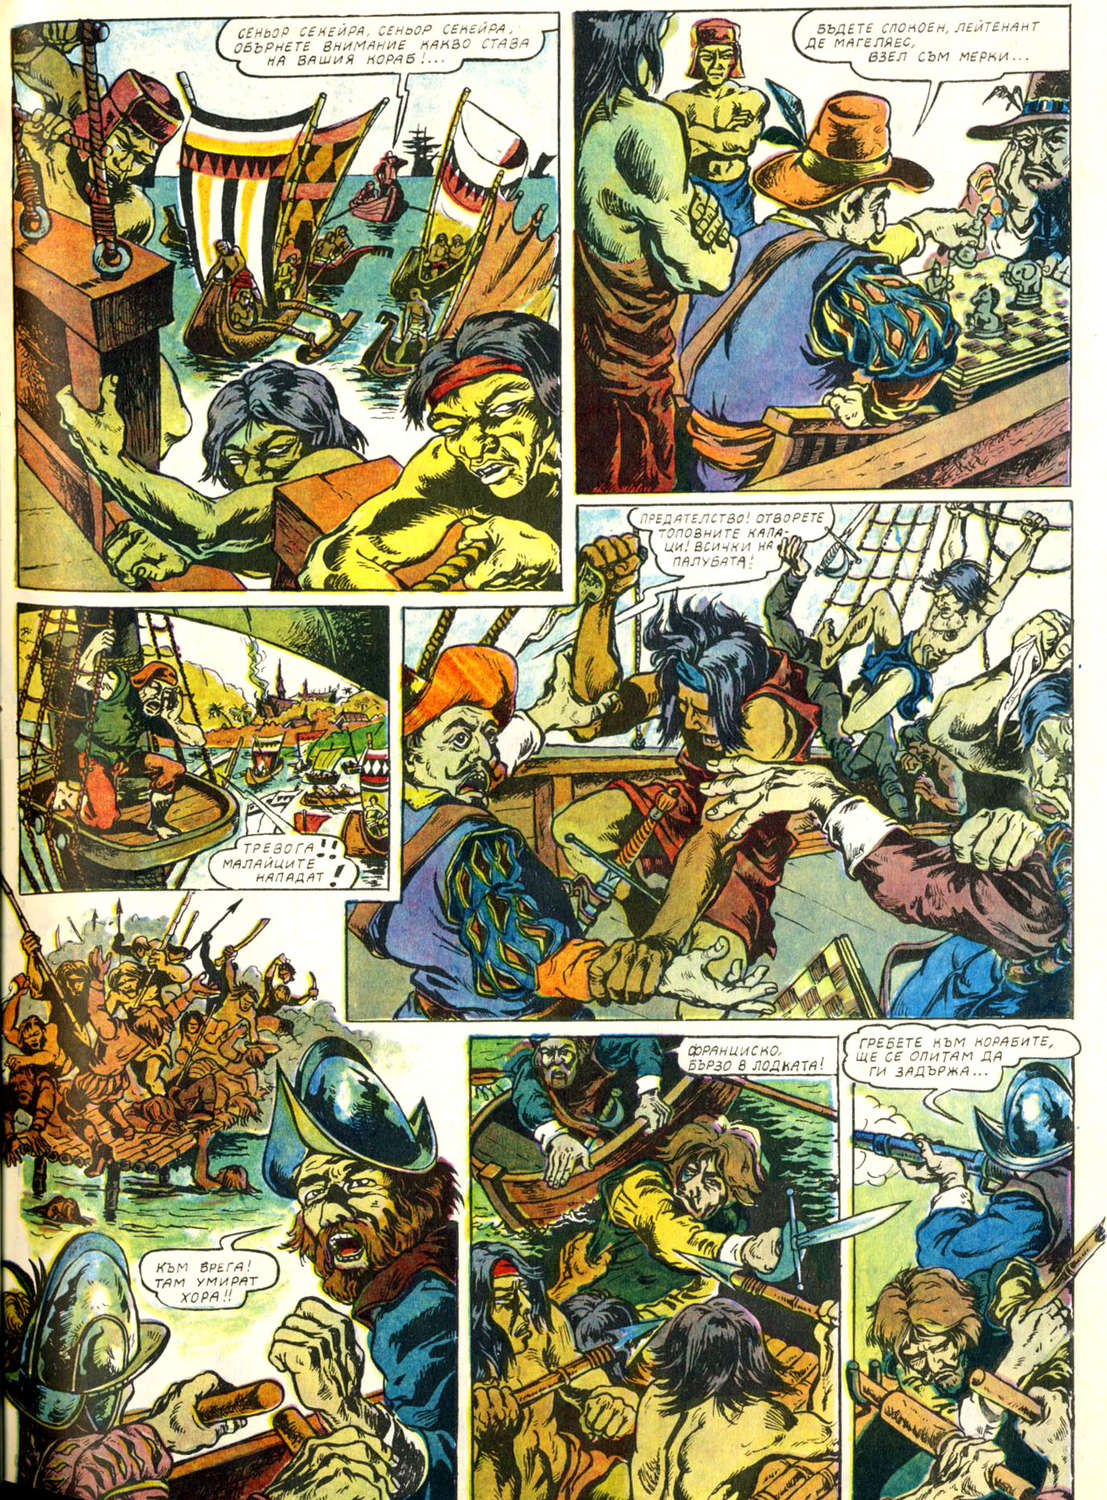 СЕНЬОР СЕКЕЙРА, СЕНЬОР СЕКЕЙРА,
ОБЪРНЕТЕ ВНИМАНИЕ КАКВО СТАВА
НА ВАШИЯ КОРАБ!...
БЪДЕТЕ СПОКОЕН, ЛЕЙТЕНАНТ
ДЕ МАГЕЛЯЕС,
ВЗЕЛ СЪМ МЕРКИ...
ТРЕВОГА!!
МАЛАЙЦИТЕ
НАПАДАТ!
ПРЕДАТЕЛСТВО! ОТВОРЕТЕ
ТОПОВНИТЕ КАПА-
ЦИ! ВСИЧКИ НА
ПАЛУБАТА!
КЪМ БРЕГА!
ТАМ УМИРАТ
ХОРА!!
ФРАНЦИСКО,
БЪРЗО В ЛОДКАТА!
ГРЕБЕТЕ КЪМ КОРАБИТЕ,
ЩЕ СЕ ОПИТАМ ДА
ГИ ЗАДЪРЖА...